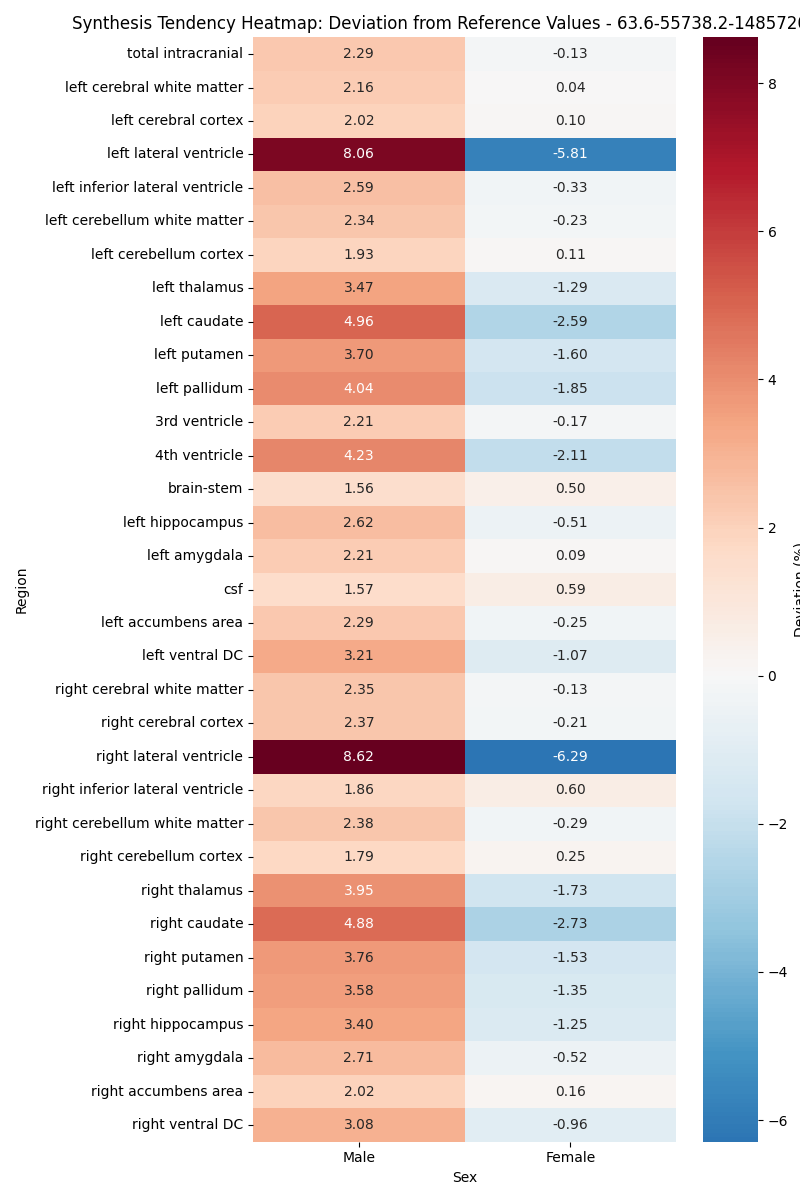 Synthesis Tendency Heatmap: Deviation from Reference Values - 63.6-55738.2-1485720
total intracranial 2.29 -0.13
left cerebral white matter 2.16 0.04
left cerebral cortex 2.02 0.10
left lateral ventricle 8.06 -5.81
left inferior lateral ventricle 2.59 -0.33
left cerebellum white matter 2.34 -0.23
left cerebellum cortex 1.93 0.11
left thalamus 3.47 -1.29
left caudate 4.96 -2.59
left putamen 3.70 -1.60
left pallidum 4.04 -1.85
3rd ventricle 2.21 -0.17
4th ventricle 4.23 -2.11
brain-stem 1.56 0.50
left hippocampus 2.62 -0.51
left amygdala 2.21 0.09
csf 1.57 0.59
left accumbens area 2.29 -0.25
left ventral DC 3.21 -1.07
right cerebral white matter 2.35 -0.13
right cerebral cortex 2.37 -0.21
right lateral ventricle 8.62 -6.29
right inferior lateral ventricle 1.86 0.60
right cerebellum white matter 2.38 -0.29
right cerebellum cortex 1.79 0.25
right thalamus 3.95 -1.73
right caudate 4.88 -2.73
right putamen 3.76 -1.53
right pallidum 3.58 -1.35
right hippocampus 3.40 -1.25
right amygdala 2.71 -0.52
right accumbens area 2.02 0.16
right ventral DC 3.08 -0.96
Male Female
Sex
Region
8
6
4
2
0
−2
−4
−6
Deviation (%)